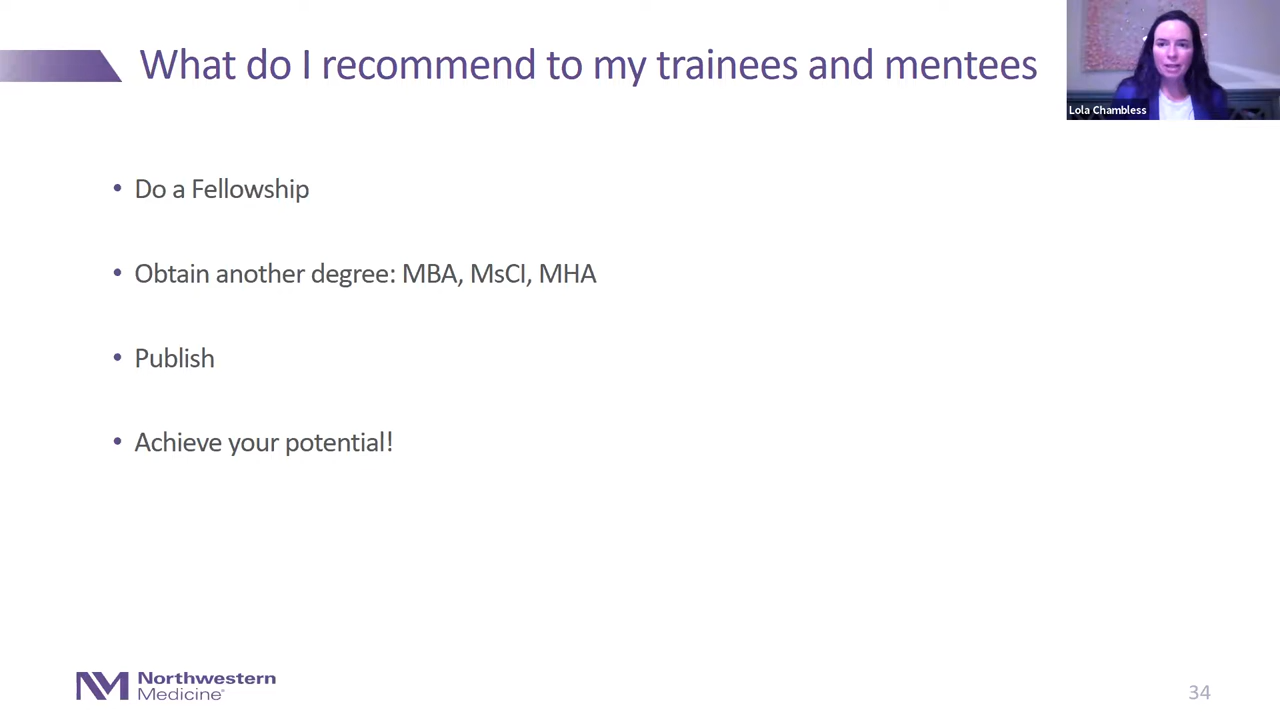 What do I recommend to my trainees and mentees
Lola Chambless
• Do a Fellowship
• Obtain another degree: MBA, MsCI, MHA
• Publish
• Achieve your potential!
NM Northwestern
Medicine®
34